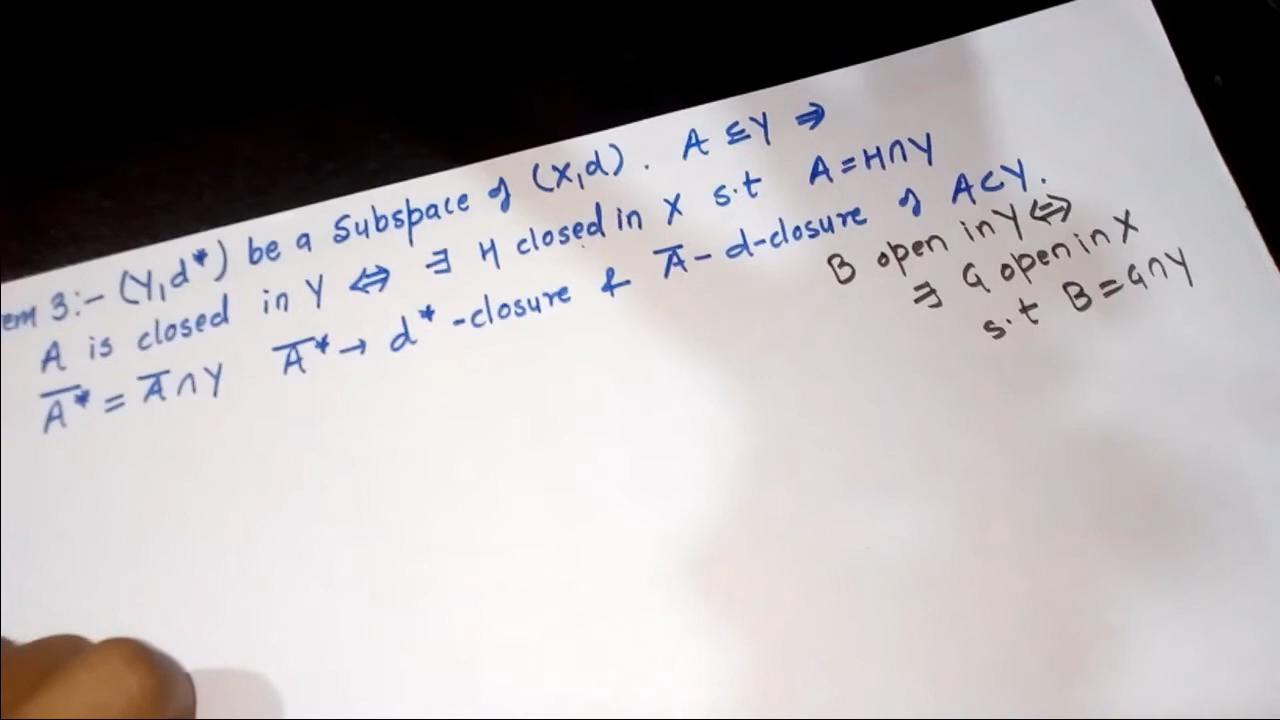 em 3:- (Y,d*) be a Subspace of (X,d). A ⊆ Y ⇒
A is closed in Y ⇔ ∃ H closed in X s.t A = H∩Y
A̅* = A̅∩Y A̅* → d* -closure & A̅ - d-closure of A⊂Y.
B open in Y ⇔
∃ G open in X
s.t B = G∩Y